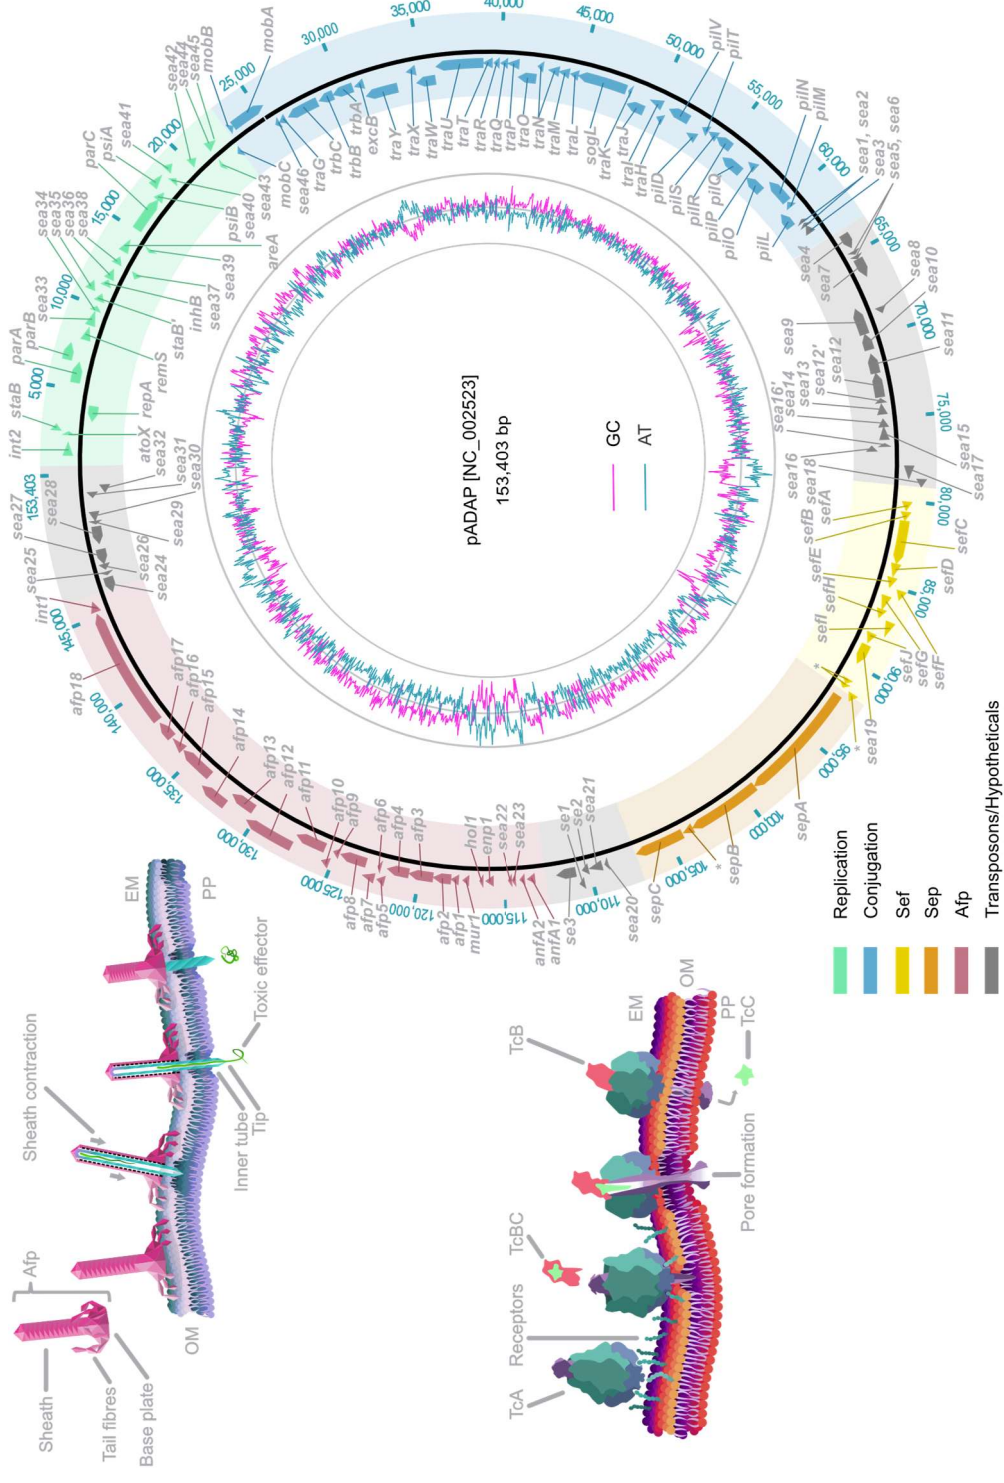 Sheath
Tail fibres
Base plate
Afp
Sheath contraction
OM
EM
PP
Inner tube
Tip
Toxic effector
TcA
Receptors
TcBC
TcB
EM
OM
PP
TcC
Pore formation
pADAP [NC_002523]
153,403 bp
GC
AT
153,403
5,000
10,000
15,000
20,000
25,000
30,000
35,000
40,000
45,000
50,000
55,000
60,000
65,000
70,000
75,000
80,000
85,000
90,000
95,000
100,000
105,000
110,000
115,000
120,000
125,000
130,000
135,000
140,000
145,000
int2
staB
parA
parB
sea33
sea34
sea35
sea36
sea38
parC
psiA
sea41
sea42
sea44
sea45
mobB
mobA
atoX
repA
remS
staB'
inhB
sea37
sea39
areA
psiB
sea40
sea43
mobC
sea46
traG
trbC
trbB
trbA
excB
traY
traX
traW
traU
traT
traR
traQ
traP
traO
traN
traM
traL
sogL
traK
traJ
traI
traH
pilV
pilT
pilD
pilS
pilR
pilQ
pilP
pilO
pilN
pilM
pilL
sea1, sea2
sea3
sea5, sea6
sea4
sea7
sea8
sea10
sea9
sea11
sea12
sea12'
sea13
sea14
sea16'
sea15
sea17
sea16
sea18
sefA
sefB
sefC
sefD
sefE
sefH
sefI
sefJ
sefG
sefF
*
*
sea19
sepA
*
sepB
sepC
sea20
sea21
se2
se1
se3
anfA1
anfA2
sea23
sea22
enp1
hol1
mur1
afp1
afp2
afp3
afp4
afp5
afp6
afp7
afp8
afp9
afp10
afp11
afp12
afp13
afp14
afp15
afp16
afp17
afp18
int1
sea24
sea25
sea26
sea27
sea28
sea29
sea30
sea31
sea32
Replication
Conjugation
Sef
Sep
Afp
Transposons/Hypotheticals